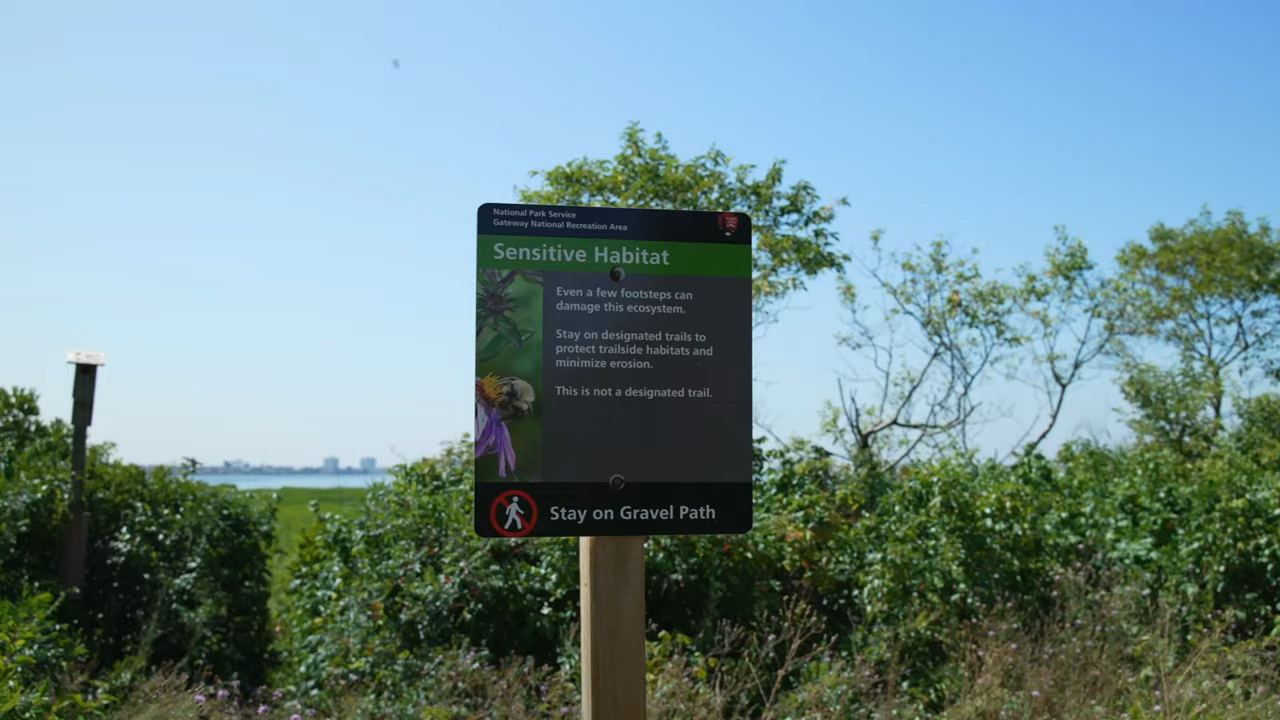 National Park Service
Gateway National Recreation Area
Sensitive Habitat
Even a few footsteps can
damage this ecosystem.
Stay on designated trails to
protect trailside habitats and
minimize erosion.
This is not a designated trail.
Stay on Gravel Path